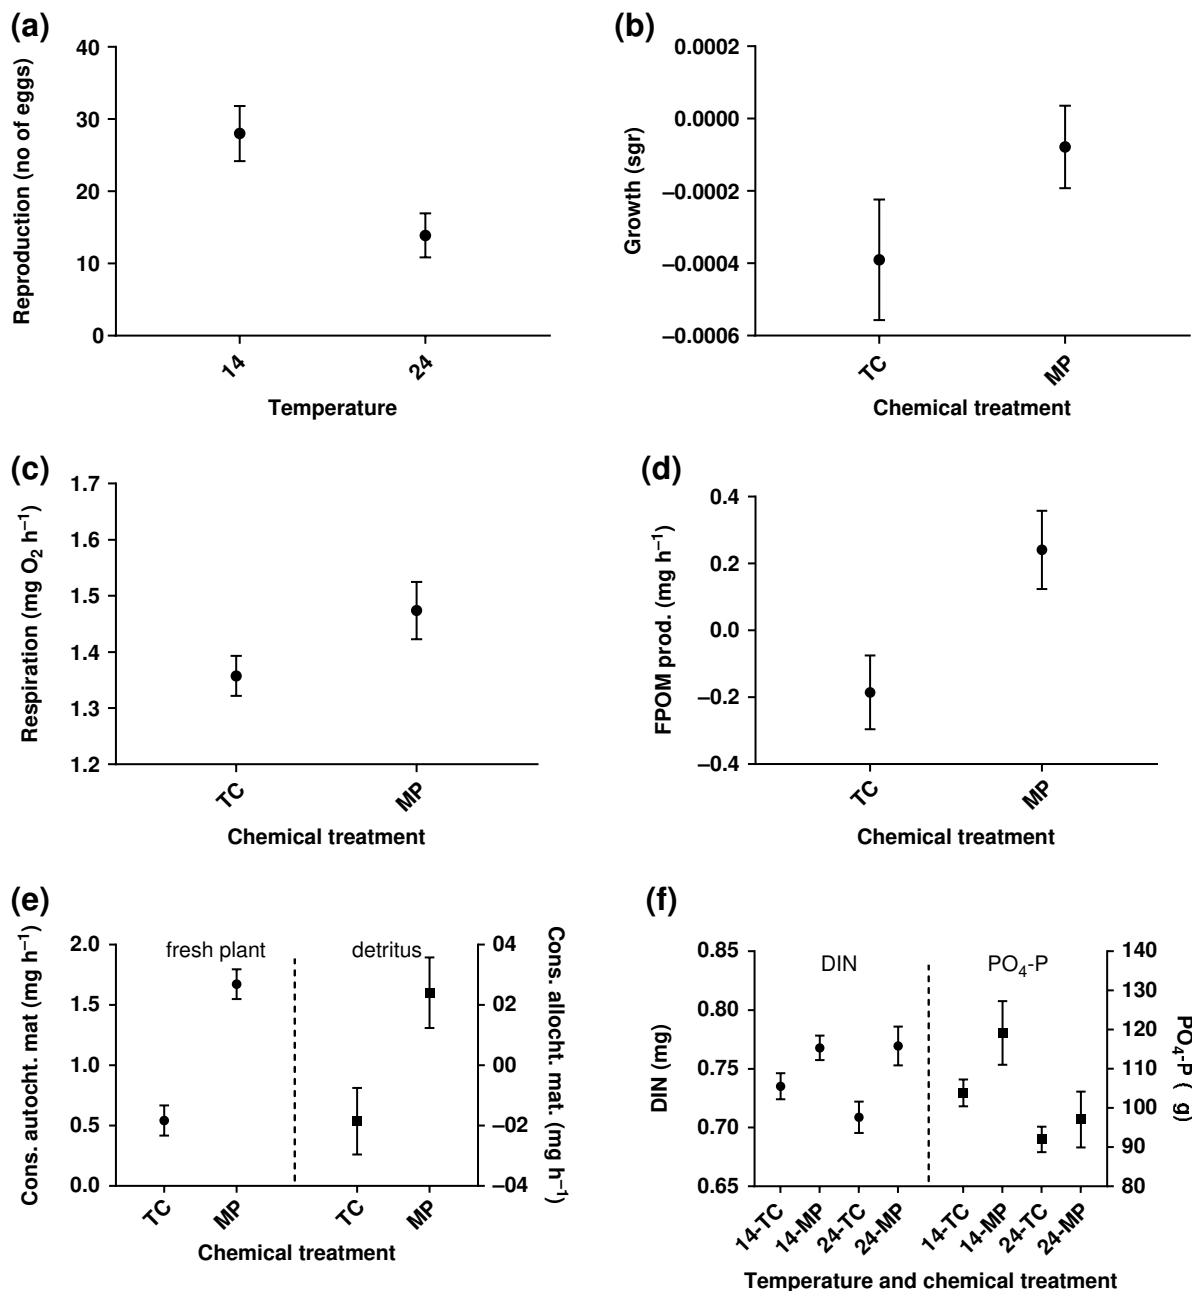 (a)
Reproduction (no of eggs)
40
30
20
10
0
14
24
Temperature
(b)
Growth (sgr)
0.0002
0.0000
−0.0002
−0.0004
−0.0006
TC
MP
Chemical treatment
(c)
Respiration (mg O₂ h⁻¹)
1.7
1.6
1.5
1.4
1.3
1.2
TC
MP
Chemical treatment
(d)
FPOM prod. (mg h⁻¹)
0.4
0.2
0.0
−0.2
−0.4
TC
MP
Chemical treatment
(e)
Cons. autocht. mat (mg h⁻¹)
2.0
1.5
1.0
0.5
0.0
fresh plant
detritus
04
02
00
−02
−04
Cons. allocht. mat. (mg h⁻¹)
TC
MP
TC
MP
Chemical treatment
(f)
DIN (mg)
0.85
0.80
0.75
0.70
0.65
DIN
PO₄-P
140
130
120
110
100
90
80
PO₄-P ( g)
14-TC
14-MP
24-TC
24-MP
14-TC
14-MP
24-TC
24-MP
Temperature and chemical treatment